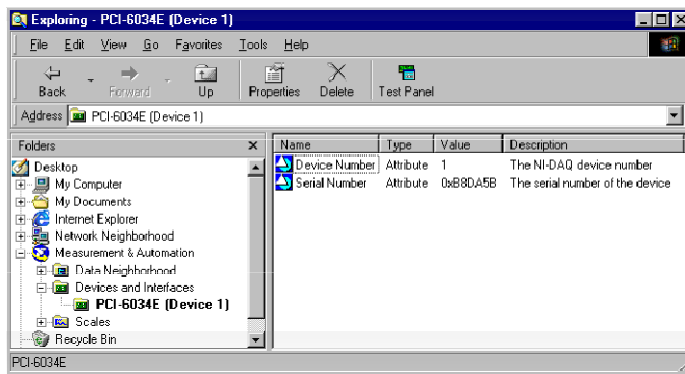 Exploring - PCI-6034E (Device 1)
File Edit View Go Favorites Tools Help
Back Forward Up Properties Delete Test Panel
Address PCI-6034E (Device 1)
Folders
Name Type Value Description
Desktop
Device Number Attribute 1 The NI-DAQ device number
My Computer
Serial Number Attribute 0xB8DA5B The serial number of the device
My Documents
Internet Explorer
Network Neighborhood
Measurement & Automation
Data Neighborhood
Devices and Interfaces
PCI-6034E (Device 1)
Scales
Recycle Bin
PCI-6034E